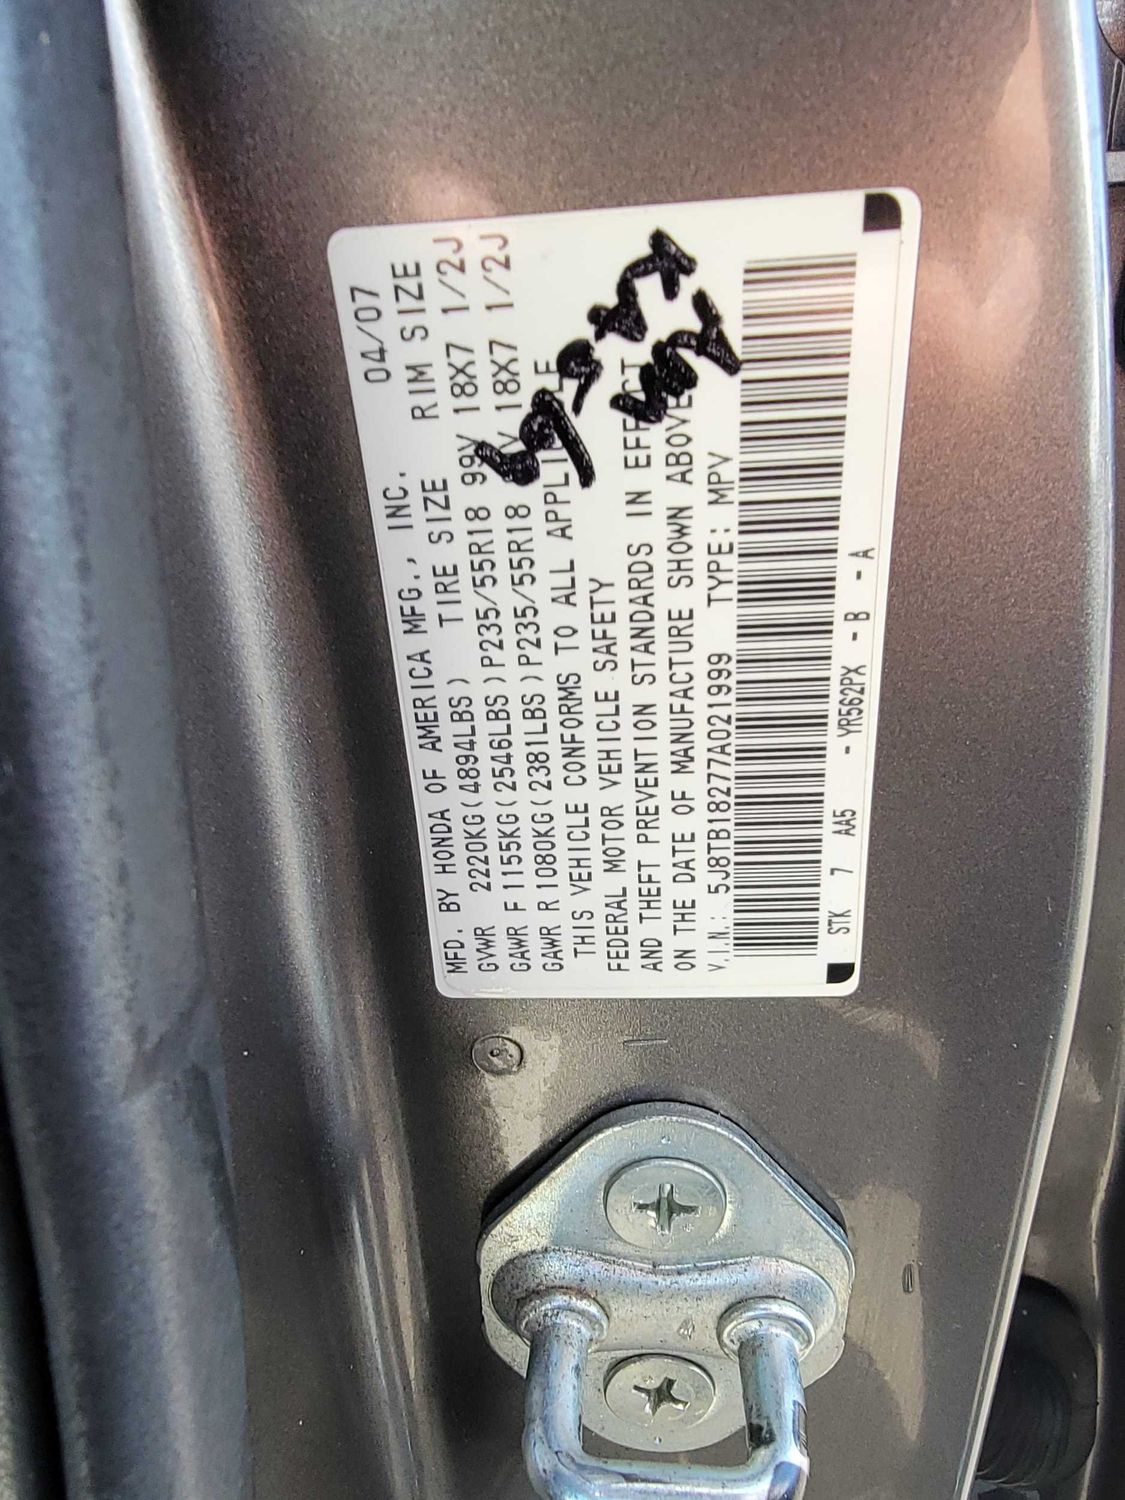 MFD. BY HONDA OF AMERICA MFG., INC. 04/07
GVWR 2220KG(4894LBS) TIRE SIZE RIM SIZE
GAWR F 1155KG(2546LBS)P235/55R18 99V 18X7 1/2J
GAWR R 1080KG(2381LBS)P235/55R18 18X7 1/2J
THIS VEHICLE CONFORMS TO ALL
FEDERAL MOTOR VEHICLE SAFETY
AND THEFT PREVENTION STANDARDS IN EFFECT
ON THE DATE OF MANUFACTURE SHOWN ABOVE
V.I.N.: 5J8TB18277A021999 TYPE: MPV
STK 7 AA5 - YR562PX - B - A